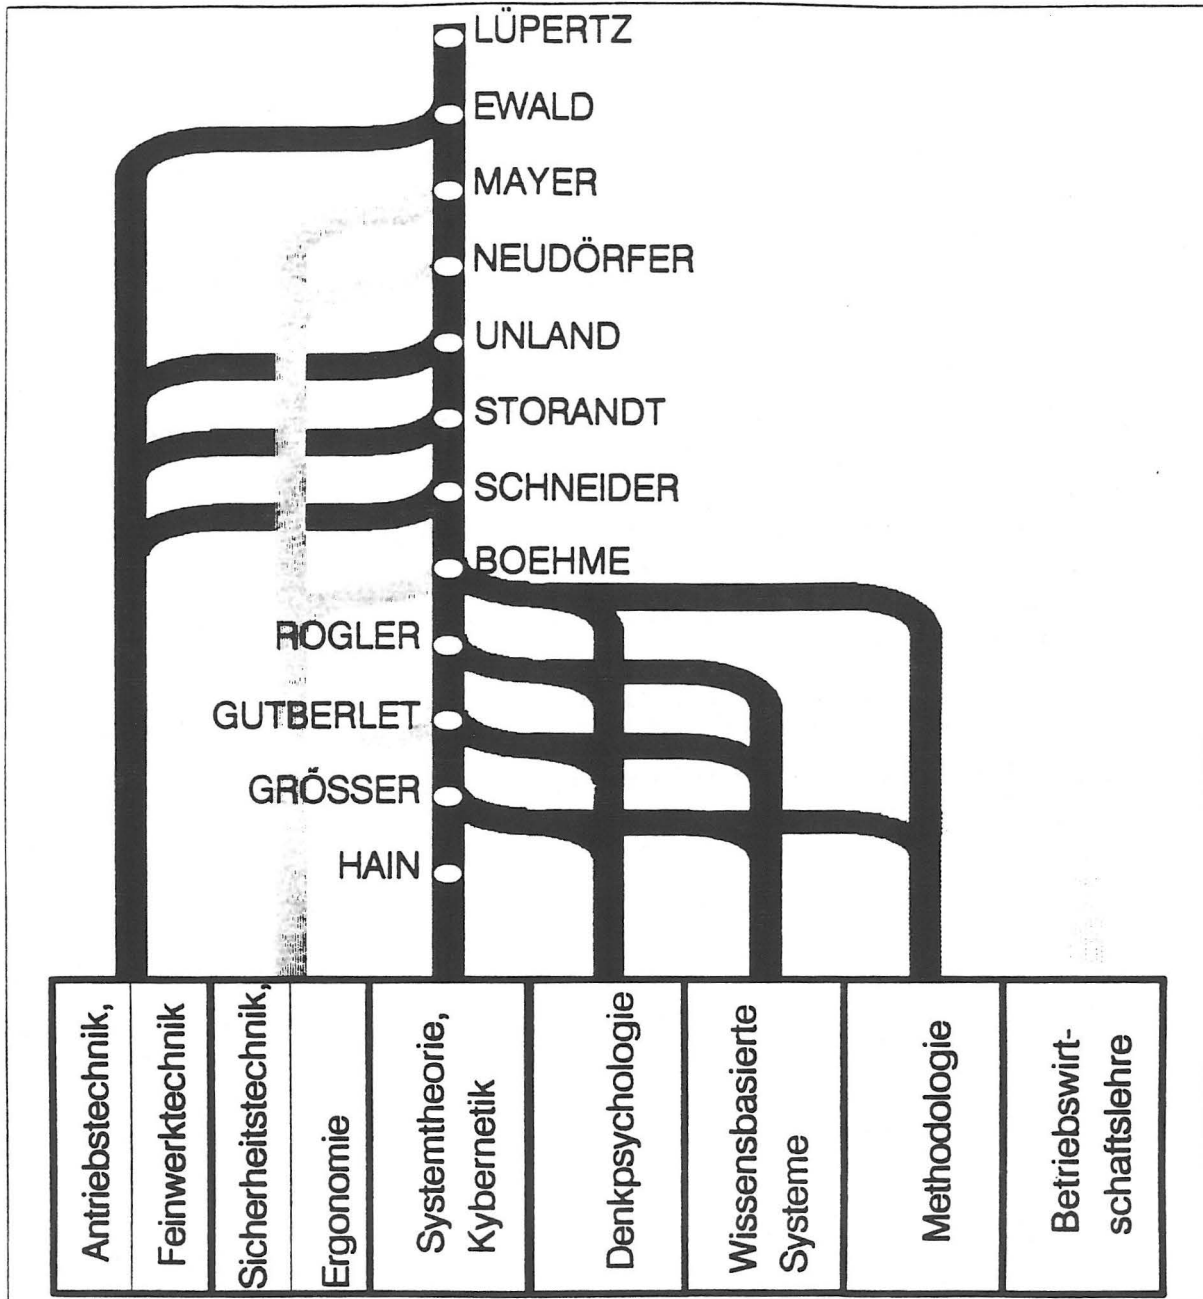 LÜPERTZ
EWALD
MAYER
NEUDÖRFER
UNLAND
STORANDT
SCHNEIDER
BOEHME
ROGLER
GUTBERLET
GRÖSSER
HAIN
Antriebstechnik,
Feinwerktechnik
Sicherheitstechnik,
Ergonomie
Systemtheorie,
Kybernetik
Denkpsychologie
Wissensbasierte
Systeme
Methodologie
Betriebswirt-
schaftslehre